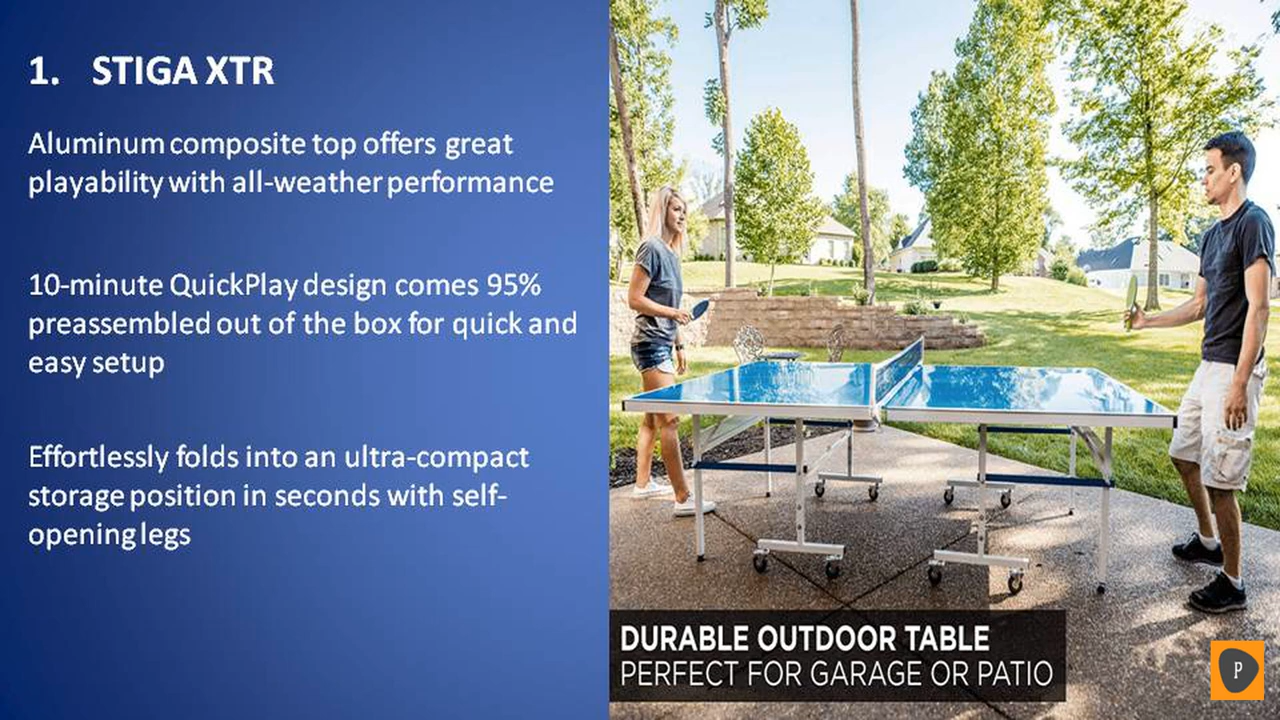 1. STIGA XTR
Aluminum composite top offers great
playability with all-weather performance
10-minute QuickPlay design comes 95%
preassembled out of the box for quick and
easy setup
Effortlessly folds into an ultra-compact
storage position in seconds with self-
opening legs
DURABLE OUTDOOR TABLE
PERFECT FOR GARAGE OR PATIO
P